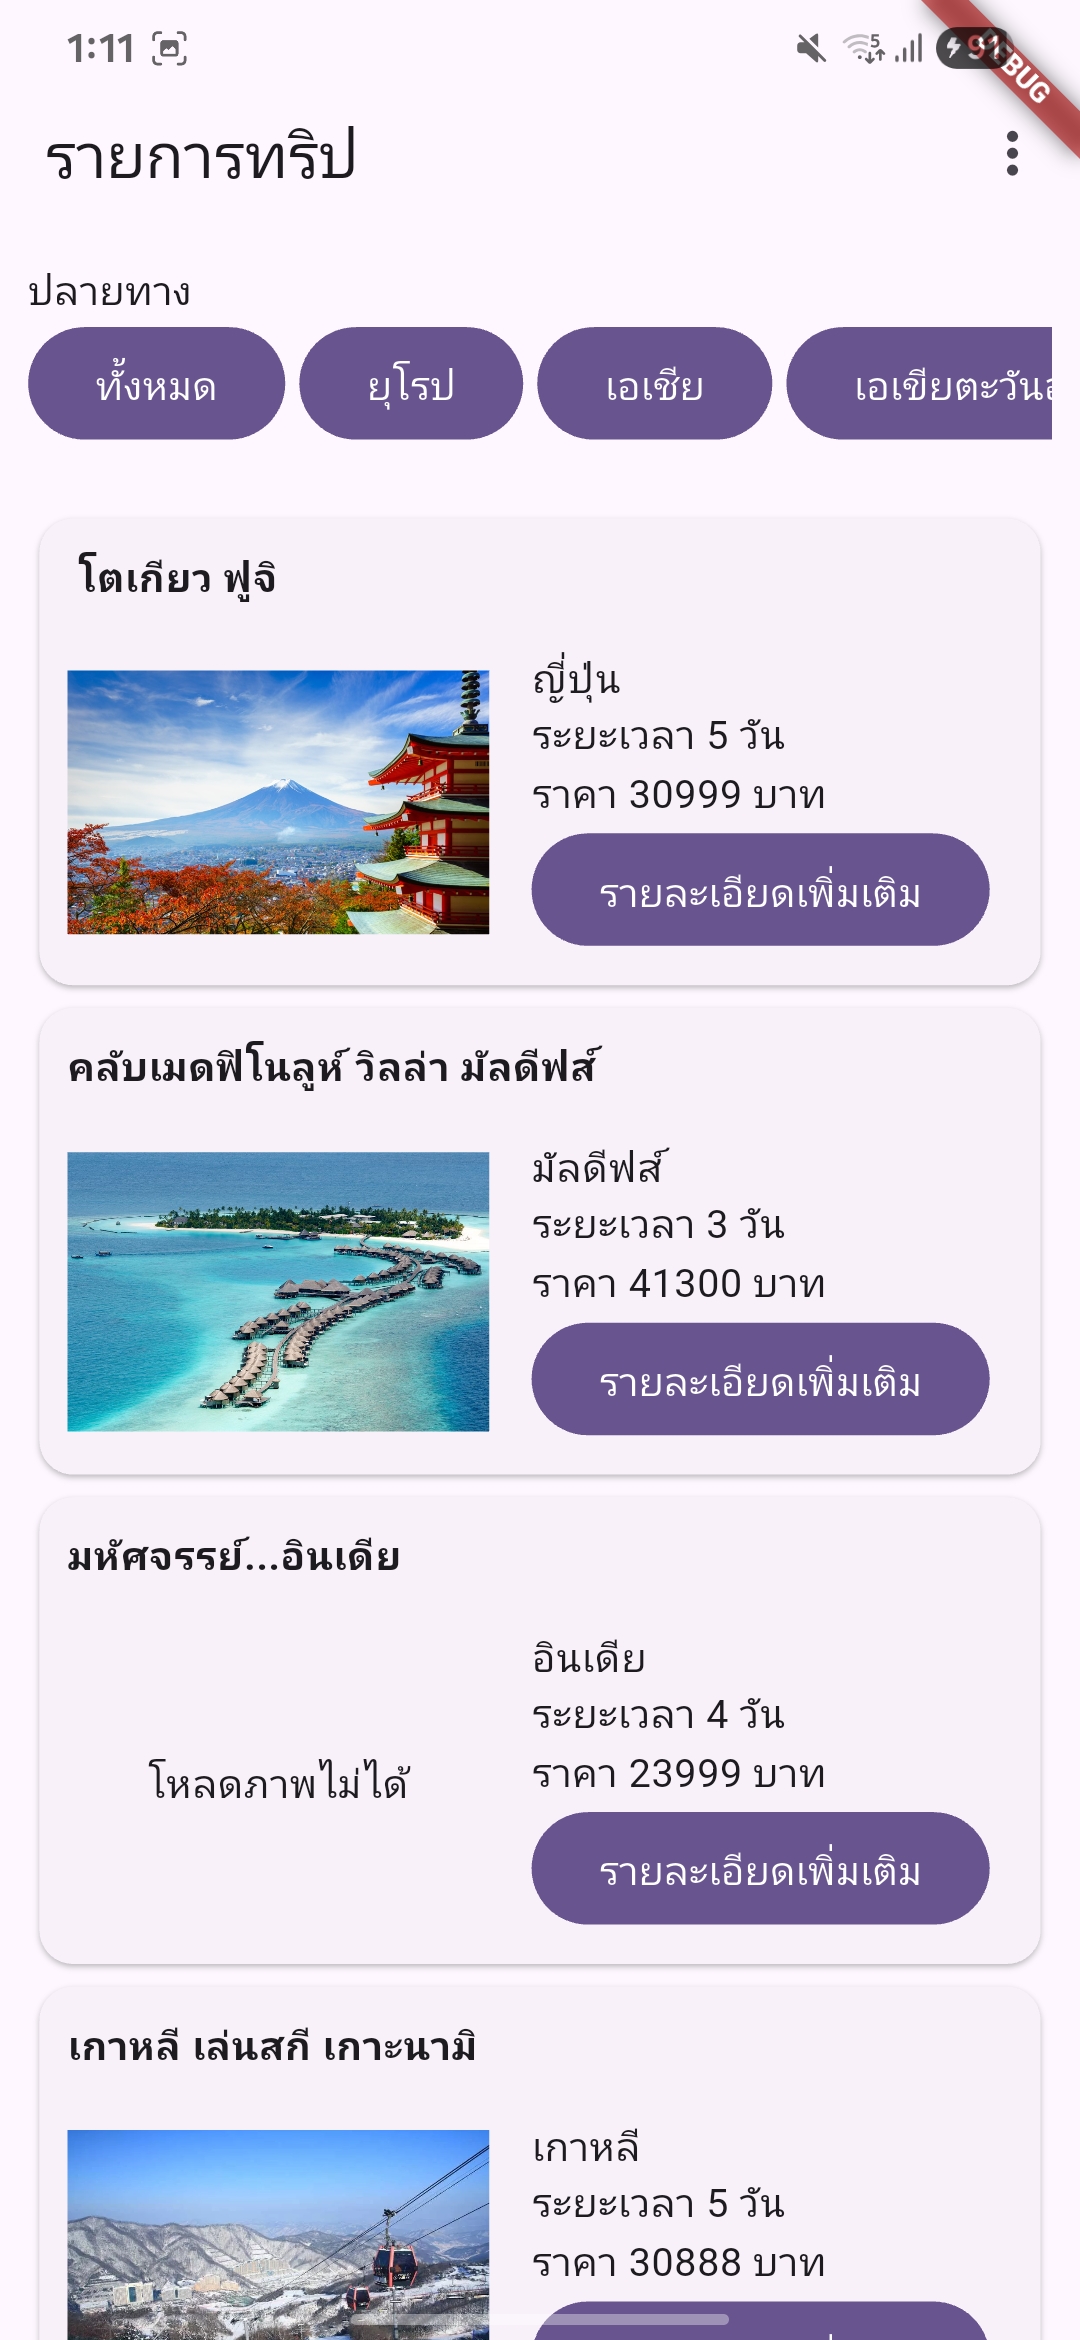 1:11
5
91
DEBUG
รายการทริป
ปลายทาง
ทั้งหมด
ยุโรป
เอเชีย
เอเขียตะวัน
โตเกียว ฟูจิ
ญี่ปุ่น
ระยะเวลา 5 วัน
ราคา 30999 บาท
รายละเอียดเพิ่มเติม
คลับเมดฟิโนลูห์ วิลล่า มัลดีฟส์
มัลดีฟส์
ระยะเวลา 3 วัน
ราคา 41300 บาท
รายละเอียดเพิ่มเติม
มหัศจรรย์...อินเดีย
โหลดภาพไม่ได้
อินเดีย
ระยะเวลา 4 วัน
ราคา 23999 บาท
รายละเอียดเพิ่มเติม
เกาหลี เล่นสกี เกาะนามิ
เกาหลี
ระยะเวลา 5 วัน
ราคา 30888 บาท